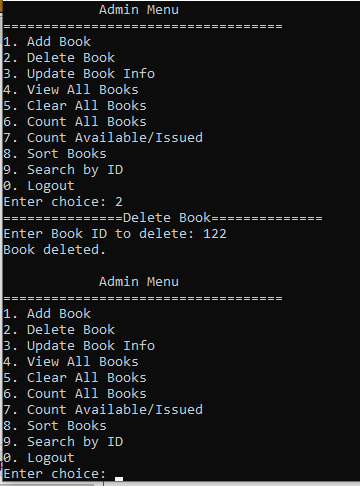 Admin Menu
===================================
1. Add Book
2. Delete Book
3. Update Book Info
4. View All Books
5. Clear All Books
6. Count All Books
7. Count Available/Issued
8. Sort Books
9. Search by ID
0. Logout
Enter choice: 2
===============Delete Book==============
Enter Book ID to delete: 122
Book deleted.
Admin Menu
===================================
1. Add Book
2. Delete Book
3. Update Book Info
4. View All Books
5. Clear All Books
6. Count All Books
7. Count Available/Issued
8. Sort Books
9. Search by ID
0. Logout
Enter choice: